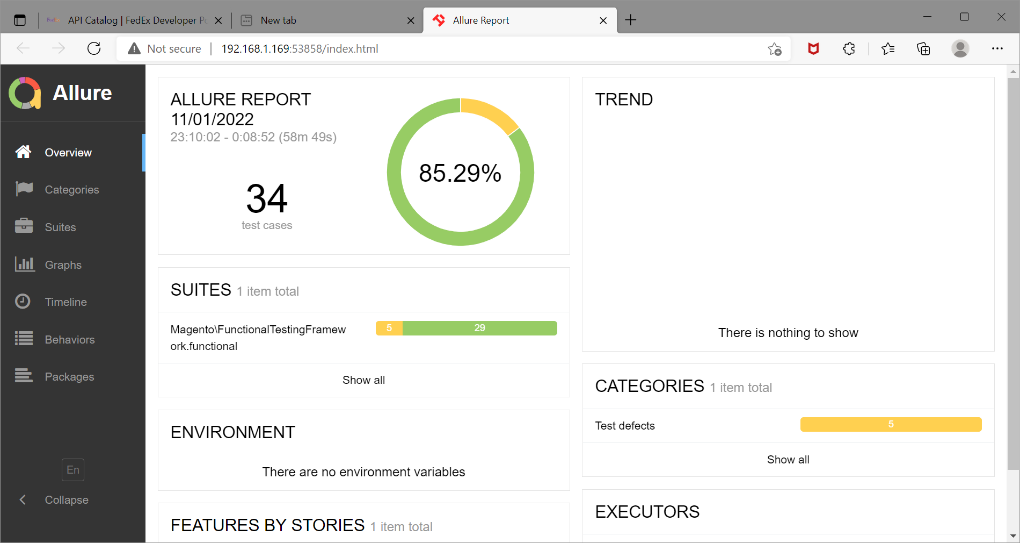 API Catalog | FedEx Developer Po
New tab
Allure Report
Not secure
192.168.1.169:53858/index.html
Allure
Overview
Categories
Suites
Graphs
Timeline
Behaviors
Packages
En
Collapse
ALLURE REPORT
11/01/2022
23:10:02 - 0:08:52 (58m 49s)
34
test cases
85.29%
SUITES 1 item total
Magento\FunctionalTestingFramew
ork.functional
5 29
Show all
ENVIRONMENT
There are no environment variables
FEATURES BY STORIES 1 item total
TREND
There is nothing to show
CATEGORIES 1 item total
Test defects 5
Show all
EXECUTORS